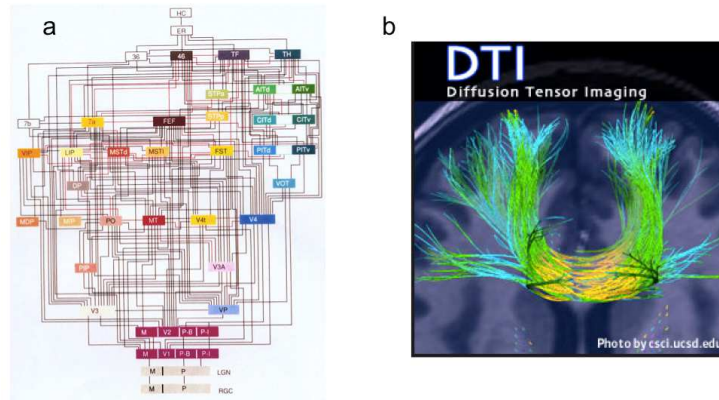 a
HC
ER
36 46 TF TH
STPa AITd AITv
7b 7a FEF STPp CITd CITv
VIP LIP MSTd MSTl FST PITd PITv
DP VOT
MDP MIP PO MT V4t V4
PIP V3A
V3 VP
M V2 P-B P-I
M V1 P-B P-I
M P LGN
M P RGC
b
DTI
Diffusion Tensor Imaging
Photo by csci.ucsd.edu